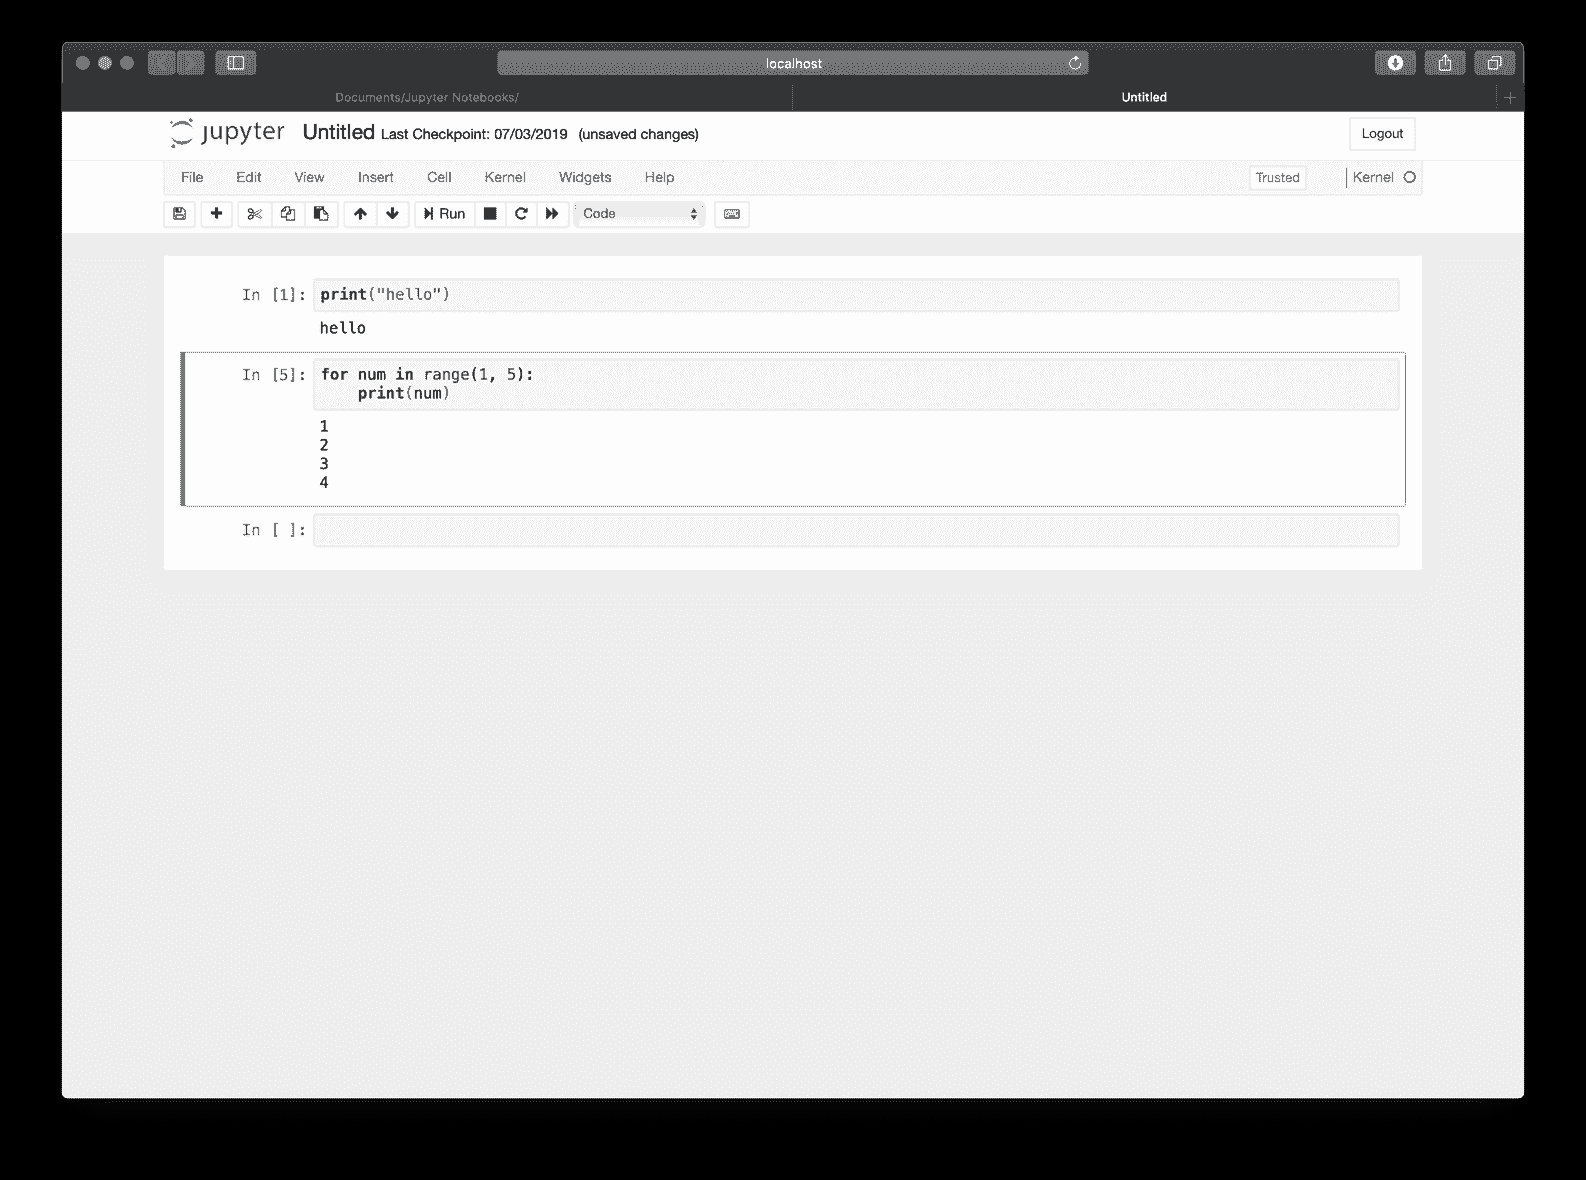 localhost
Documents/Jupyter Notebooks/ Untitled
jupyter Untitled Last Checkpoint: 07/03/2019 (unsaved changes) Logout
File Edit View Insert Cell Kernel Widgets Help Trusted Kernel
Run Code
In [1]: print("hello")
hello
In [5]: for num in range(1, 5):
print(num)
1
2
3
4
In [ ]: